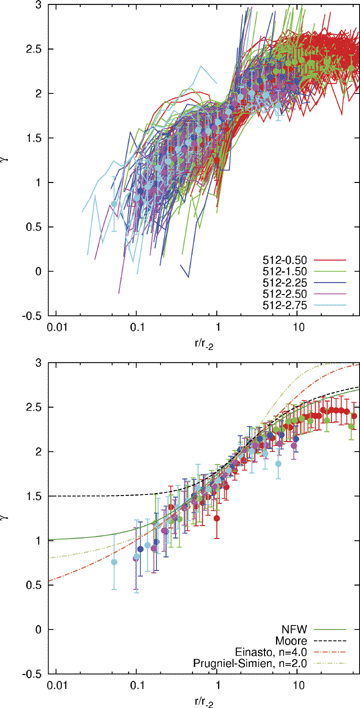 3
2.5
2
1.5
1
0.5
0
-0.5
γ
512-0.50
512-1.50
512-2.25
512-2.50
512-2.75
0.01 0.1 1 10
r/r-2
3
2.5
2
1.5
1
0.5
0
-0.5
γ
NFW
Moore
Einasto, n=4.0
Prugniel-Simien, n=2.0
0.01 0.1 1 10
r/r-2